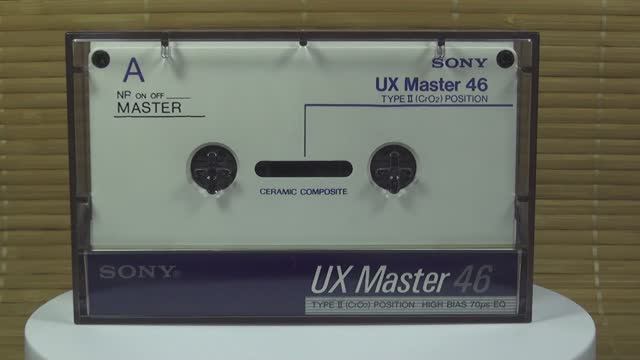 A
NR ON OFF
MASTER
SONY
UX Master 46
TYPE II (CrO₂) POSITION
CERAMIC COMPOSITE
SONY®
UX Master 46
TYPE II (CrO₂) POSITION HIGH BIAS 70μs EQ